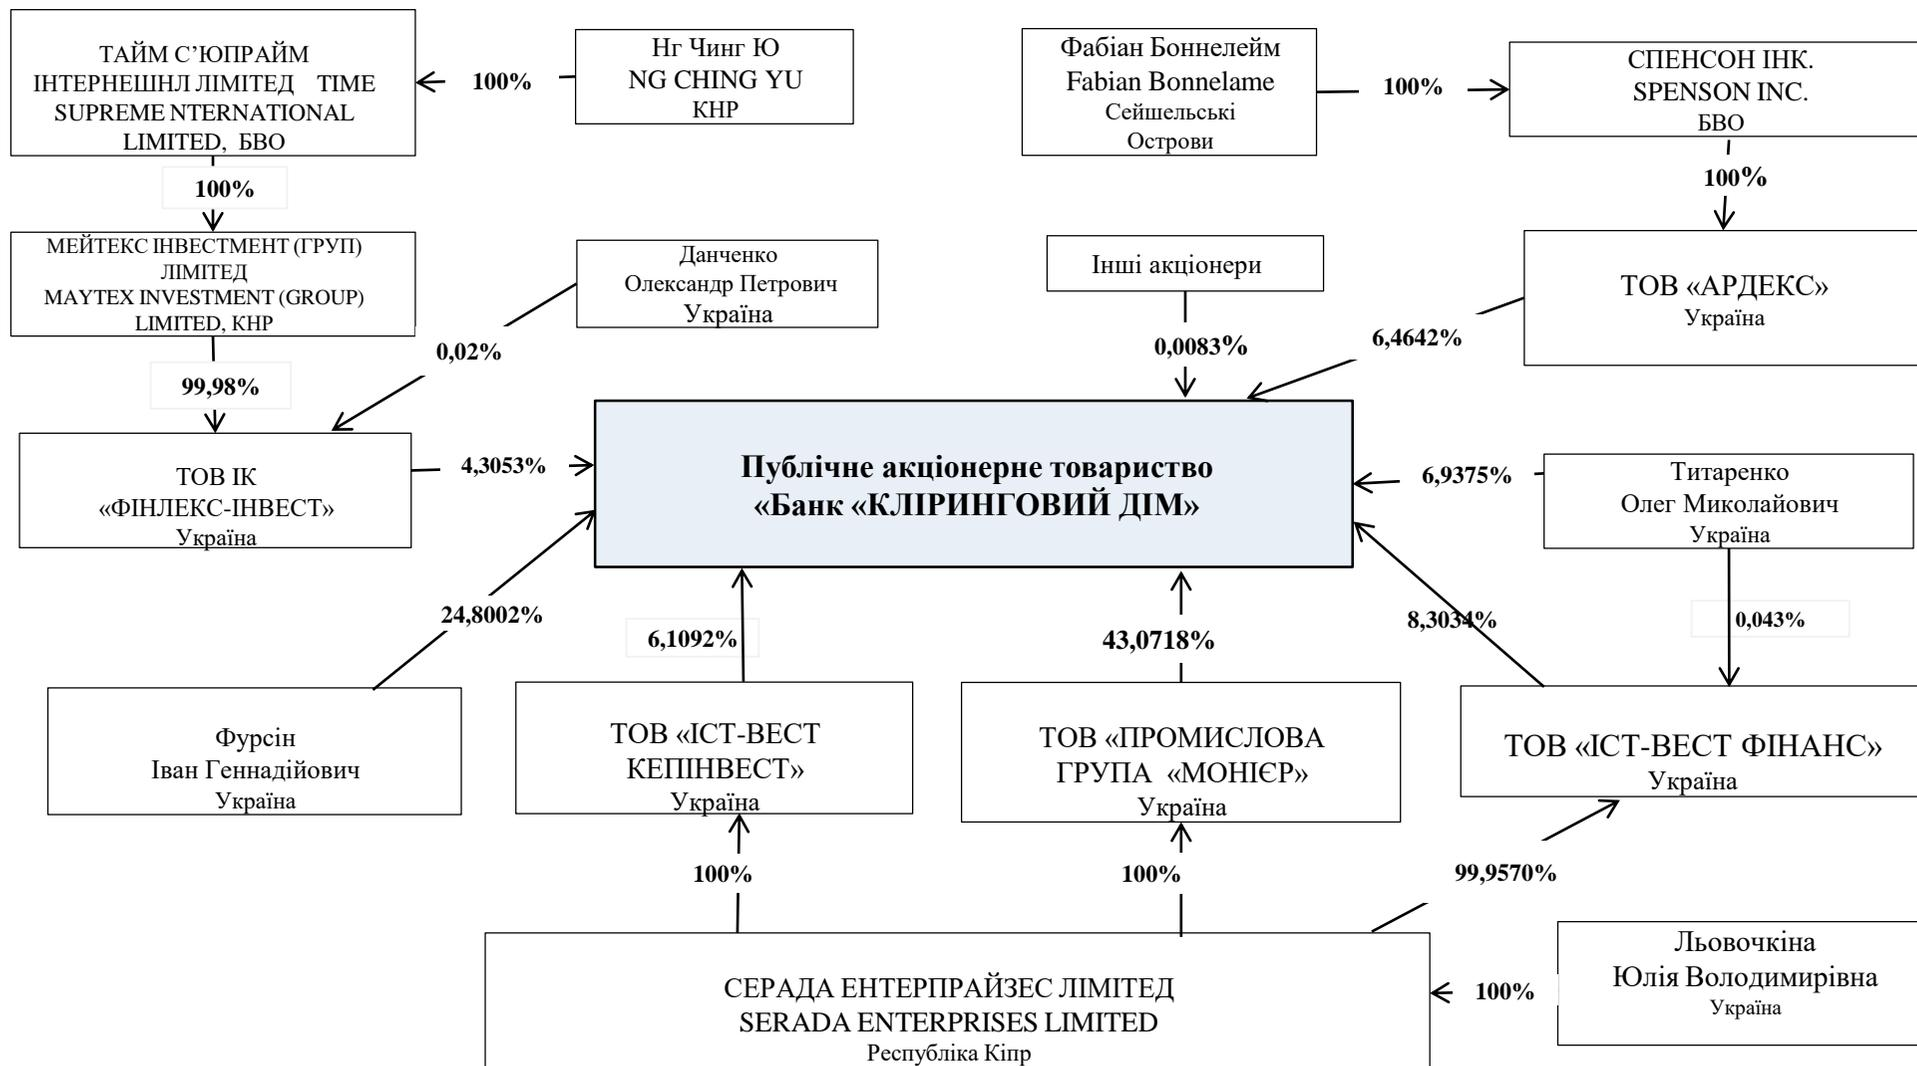 ТАЙМ С’ЮПРАЙМ
ІНТЕРНЕШНЛ ЛІМІТЕД TIME
SUPREME NTERNATIONAL
LIMITED, БВО
100%
Нг Чинг Ю
NG CHING YU
КНР
Фабіан Боннелейм
Fabian Bonnelame
Сейшельські
Острови
100%
СПЕНСОН ІНК.
SPENSON INC.
БВО
100%
100%
МЕЙТЕКС ІНВЕСТМЕНТ (ГРУП)
ЛІМІТЕД
MAYTEX INVESTMENT (GROUP)
LIMITED, КНР
Данченко
Олександр Петрович
Україна
Інші акціонери
ТОВ «АРДЕКС»
Україна
0,02%
0,0083%
6,4642%
99,98%
ТОВ ІК
«ФІНЛЕКС-ІНВЕСТ»
Україна
4,3053%
Публічне акціонерне товариство
«Банк «КЛІРИНГОВИЙ ДІМ»
6,9375%
Титаренко
Олег Миколайович
Україна
24,8002%
6,1092%
43,0718%
8,3034%
0,043%
Фурсін
Іван Геннадійович
Україна
ТОВ «ІСТ-ВЕСТ
КЕПІНВЕСТ»
Україна
ТОВ «ПРОМИСЛОВА
ГРУПА «МОНІЄР»
Україна
ТОВ «ІСТ-ВЕСТ ФІНАНС»
Україна
100%
100%
99,9570%
СЕРАДА ЕНТЕРПРАЙЗЕС ЛІМІТЕД
SERADA ENTERPRISES LIMITED
Республіка Кіпр
100%
Льовочкіна
Юлія Володимирівна
Україна